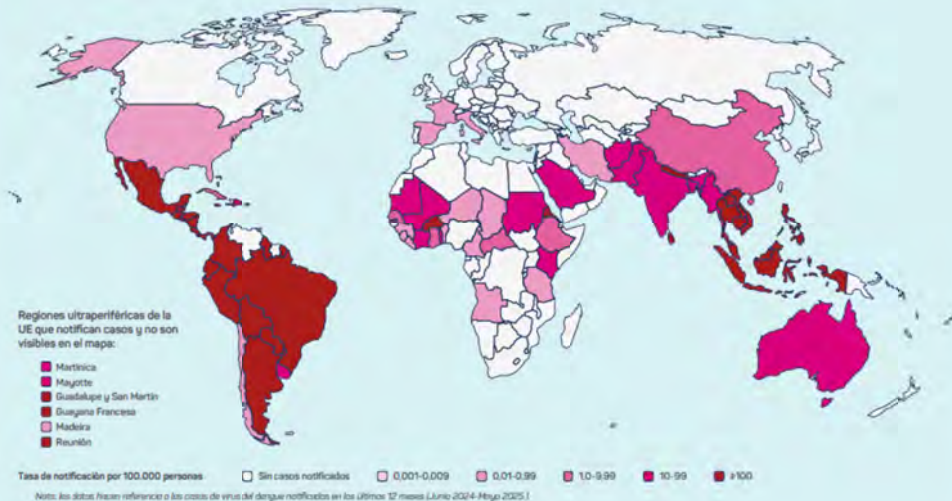 Regiones ultraperiféricas de la
UE que notifican casos y no son
visibles en el mapa:
Martinica
Mayotte
Guadalupe y San Martín
Guayana Francesa
Madeira
Reunión
Tasa de notificación por 100.000 personas
Sin casos notificados
0,001-0,009
0,01-0,99
1,0-9,99
10-99
≥100
Nota: los datos hacen referencia a los casos de virus del dengue notificados en los últimos 12 meses (Junio 2024-Mayo 2025.)